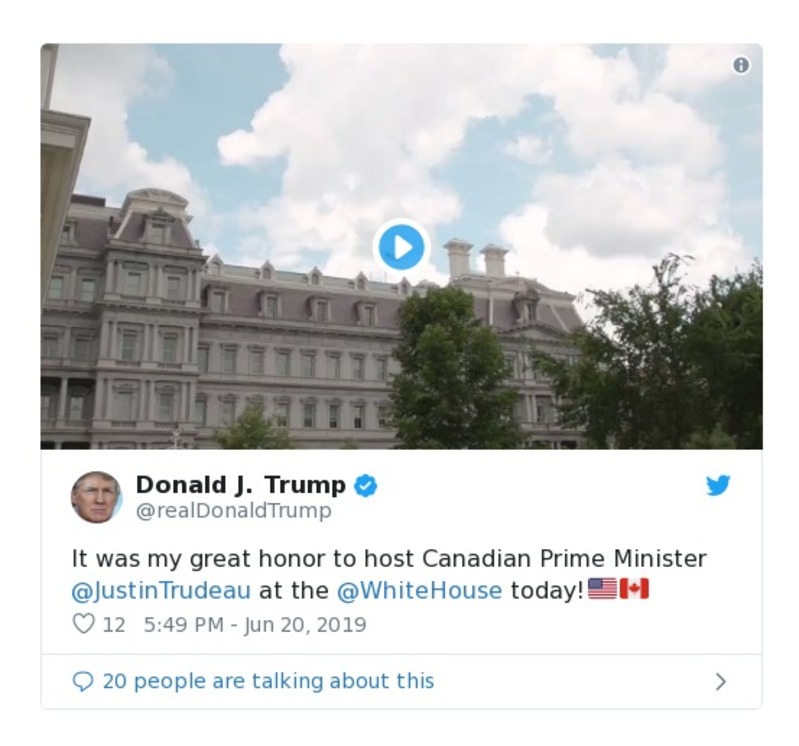 Donald J. Trump
@realDonaldTrump
It was my great honor to host Canadian Prime Minister
@JustinTrudeau at the @WhiteHouse today!🇺🇸🇨🇦
12 5:49 PM - Jun 20, 2019
20 people are talking about this